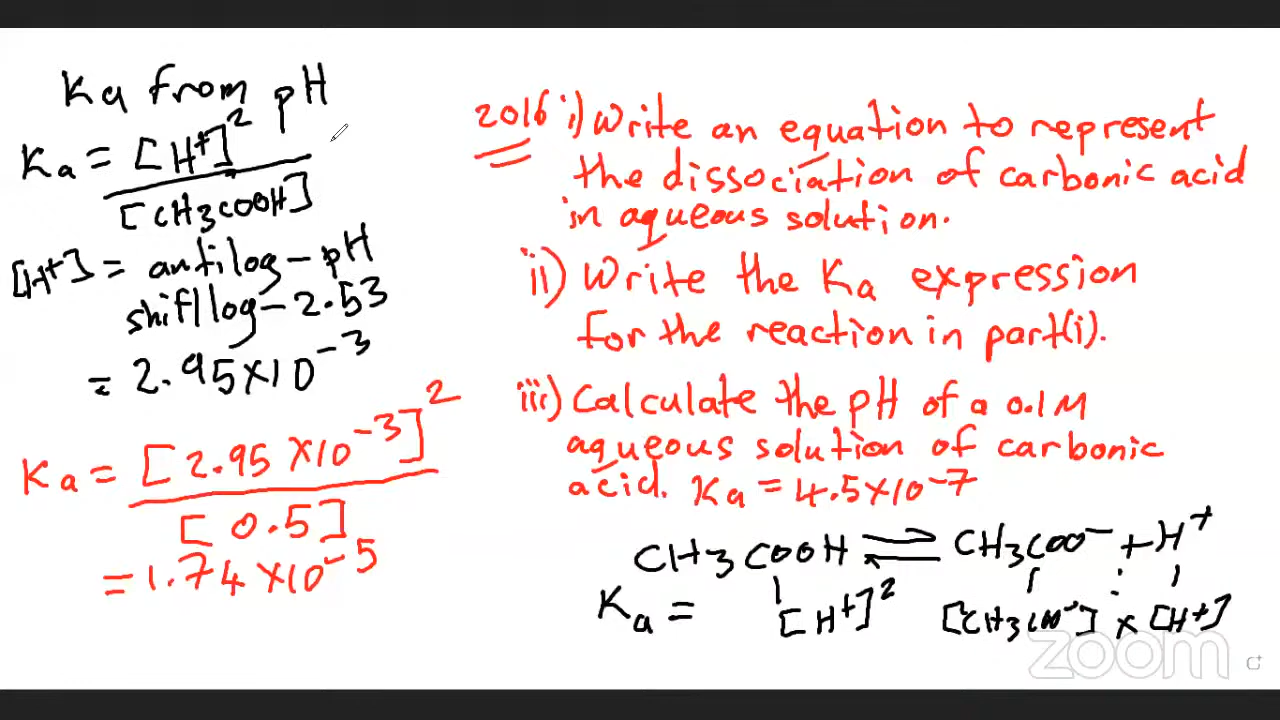 Ka from pH
Ka = [H+]²
[CH3COOH]
[H+] = antilog - pH
shift log - 2.53
= 2.95 x 10⁻³
Ka = [2.95 x 10⁻³]²
[0.5]
= 1.74 x 10⁻⁵
2016 i) Write an equation to represent
the dissociation of carbonic acid
in aqueous solution.
ii) Write the Ka expression
for the reaction in part(i).
iii) Calculate the pH of a 0.1M
aqueous solution of carbonic
acid. Ka = 4.5x10⁻⁷
CH3COOH ⇌ CH3COO⁻ + H⁺
Ka = [H+]² [CH3COO⁻] x [H+]
zoom